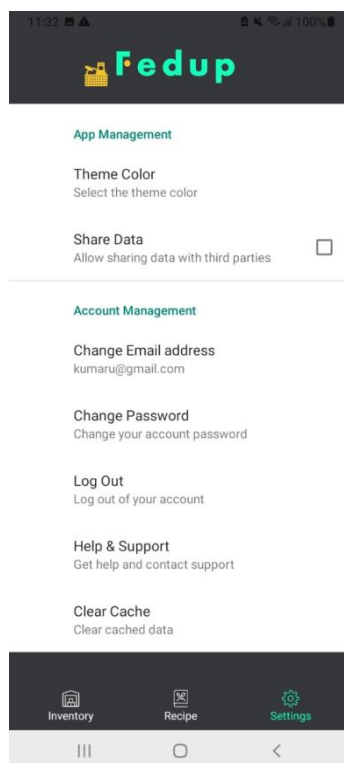 11:32
100%
Fedup
App Management
Theme Color
Select the theme color
Share Data
Allow sharing data with third parties
Account Management
Change Email address
kumaru@gmail.com
Change Password
Change your account password
Log Out
Log out of your account
Help & Support
Get help and contact support
Clear Cache
Clear cached data
Inventory
Recipe
Settings